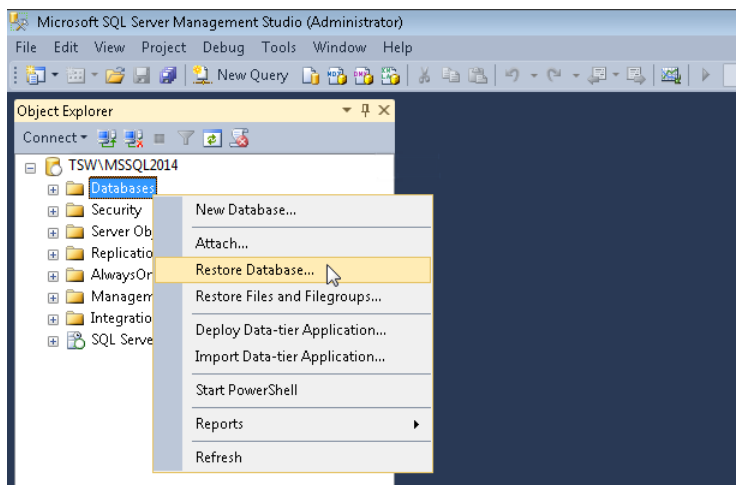 Microsoft SQL Server Management Studio (Administrator)
File Edit View Project Debug Tools Window Help
New Query
Object Explorer
Connect
TSW\MSSQL2014
Databases
Security
Server Ob
Replicatio
AlwaysOn
Managem
Integratio
SQL Serve
New Database...
Attach...
Restore Database...
Restore Files and Filegroups...
Deploy Data-tier Application...
Import Data-tier Application...
Start PowerShell
Reports
Refresh